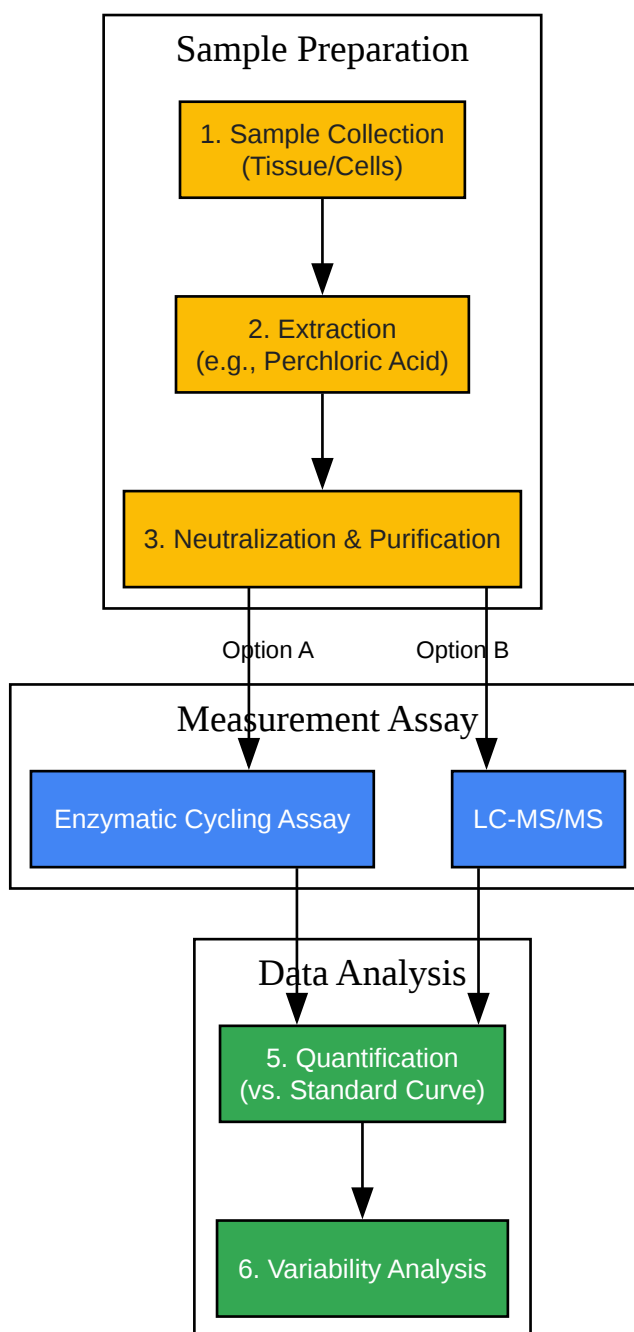 Sample Preparation
1. Sample Collection
(Tissue/Cells)
2. Extraction
(e.g., Perchloric Acid)
3. Neutralization & Purification
Option A
Option B
Measurement Assay
Enzymatic Cycling Assay
LC-MS/MS
Data Analysis
5. Quantification
(vs. Standard Curve)
6. Variability Analysis